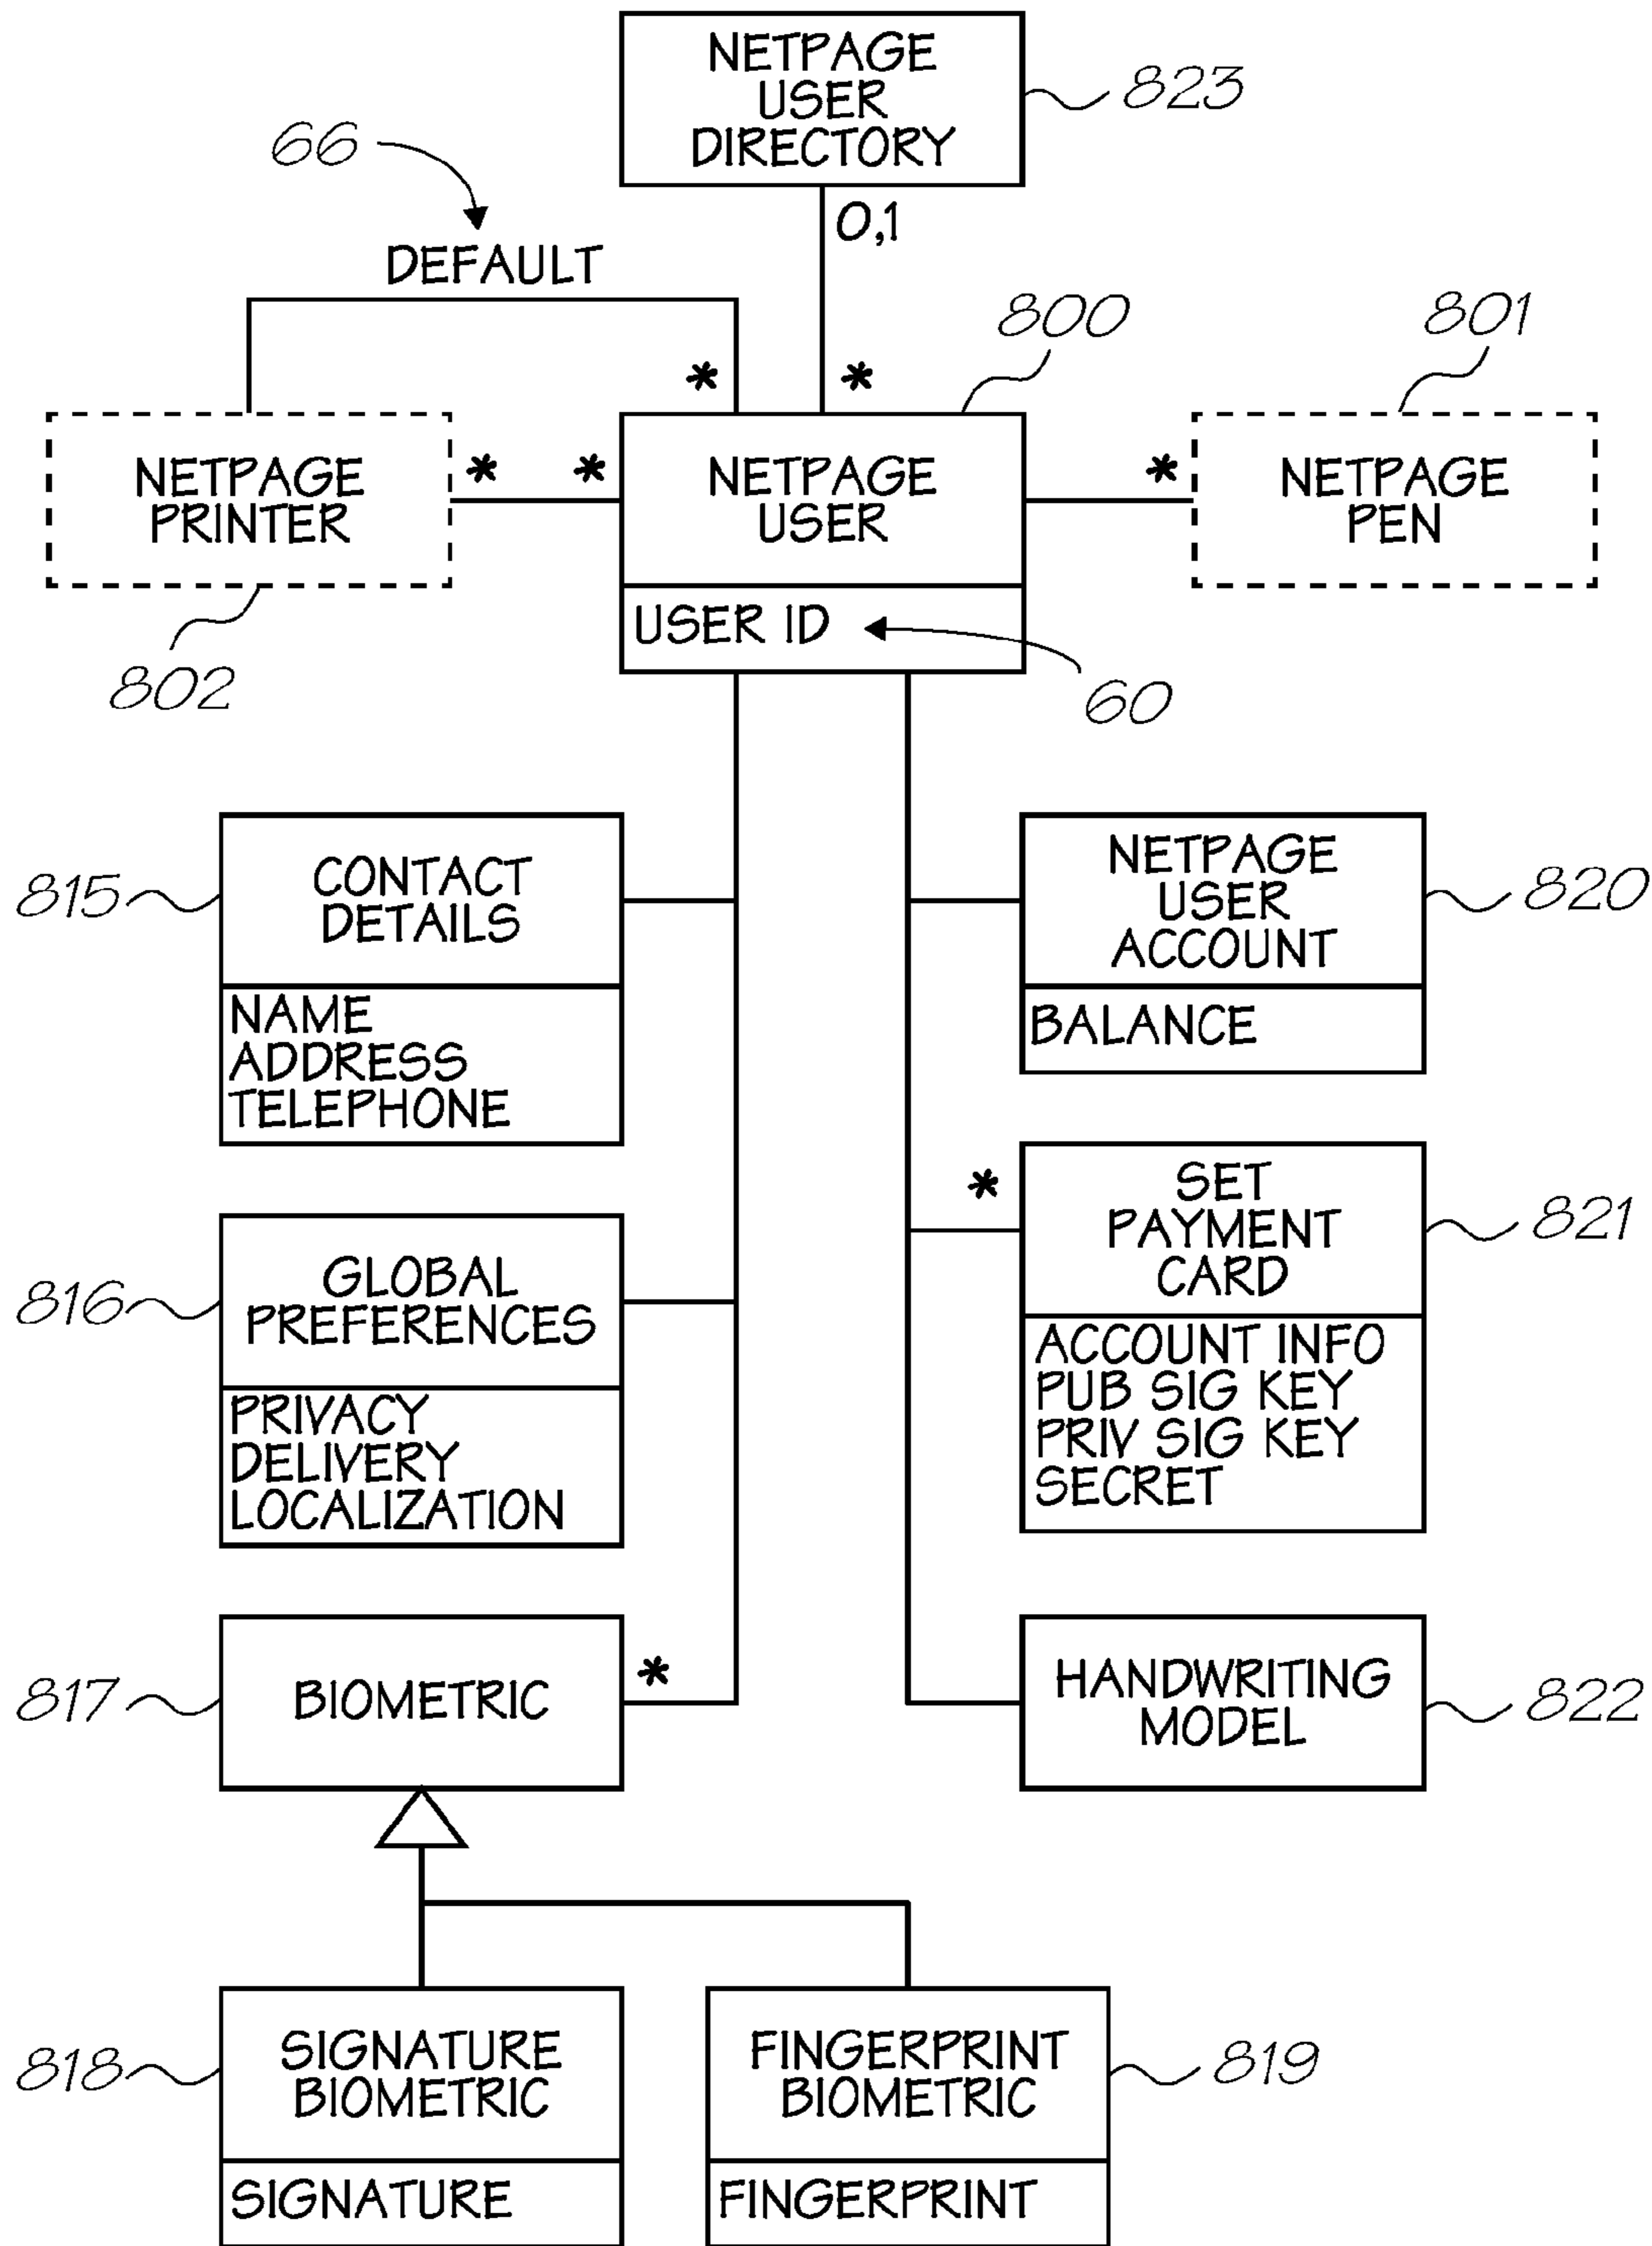 NETPAGE
USER
DIRECTORY
823
66
0,1
DEFAULT
800
801
*
*
NETPAGE
PRINTER
*
*
NETPAGE
USER
*
NETPAGE
PEN
USER ID
802
60
815
CONTACT
DETAILS
NAME
ADDRESS
TELEPHONE
NETPAGE
USER
ACCOUNT
820
BALANCE
*
SET
PAYMENT
CARD
821
ACCOUNT INFO
PUB SIG KEY
PRIV SIG KEY
SECRET
816
GLOBAL
PREFERENCES
PRIVACY
DELIVERY
LOCALIZATION
817
BIOMETRIC
*
HANDWRITING
MODEL
822
818
SIGNATURE
BIOMETRIC
SIGNATURE
FINGERPRINT
BIOMETRIC
819
FINGERPRINT